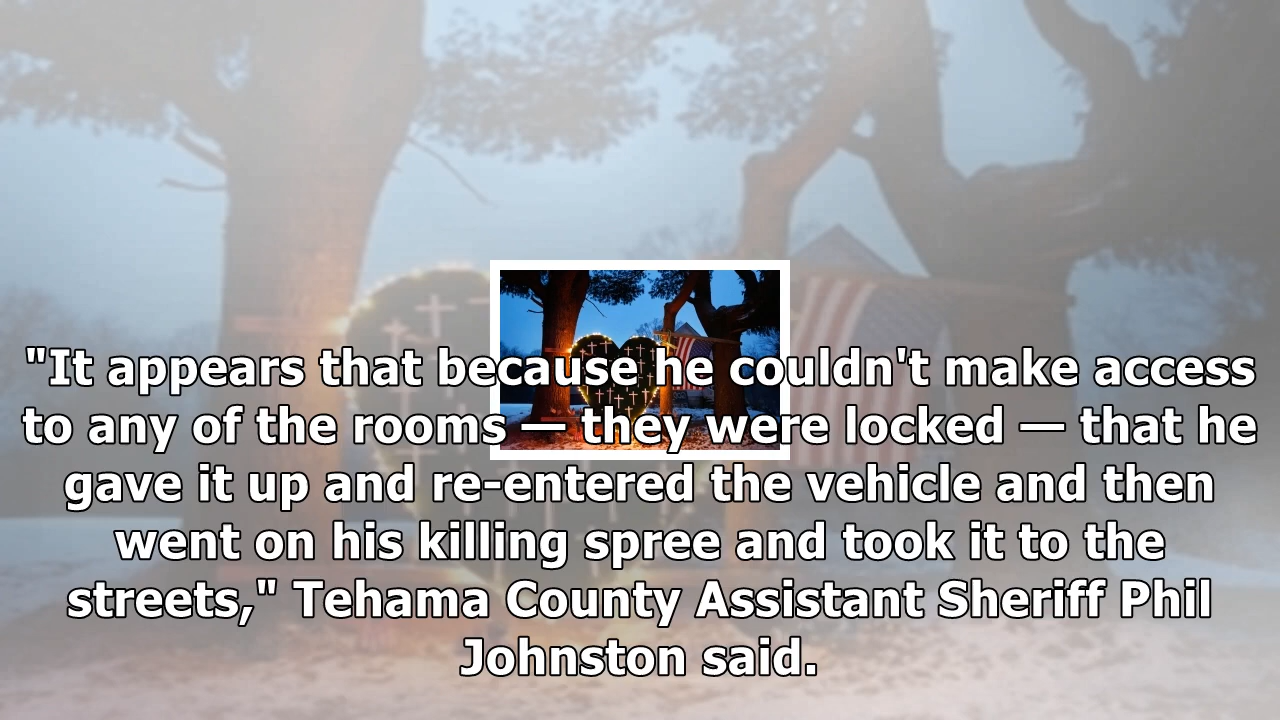 "It appears that because he couldn't make access
to any of the rooms — they were locked — that he
gave it up and re-entered the vehicle and then
went on his killing spree and took it to the
streets," Tehama County Assistant Sheriff Phil
Johnston said.